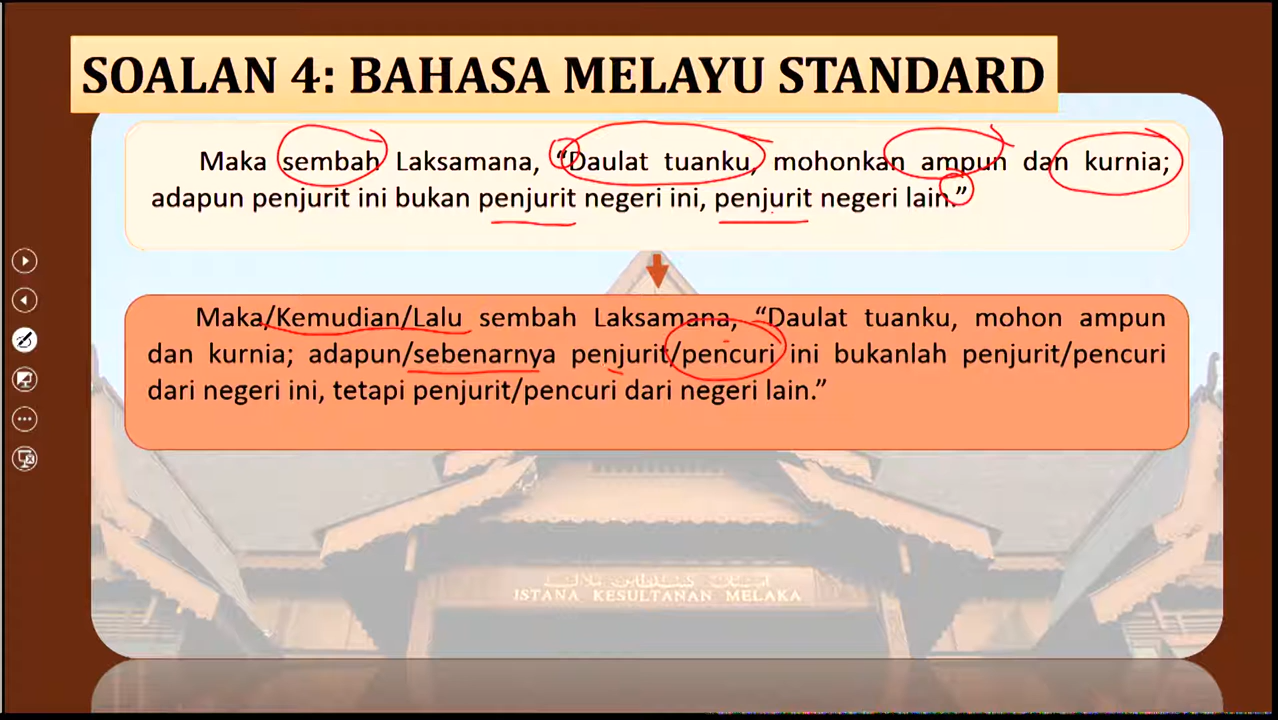 SOALAN 4: BAHASA MELAYU STANDARD
Maka sembah Laksamana, “Daulat tuanku, mohonkan ampun dan kurnia;
adapun penjurit ini bukan penjurit negeri ini, penjurit negeri lain.”
Maka/Kemudian/Lalu sembah Laksamana, “Daulat tuanku, mohon ampun
dan kurnia; adapun/sebenarnya penjurit/pencuri ini bukanlah penjurit/pencuri
dari negeri ini, tetapi penjurit/pencuri dari negeri lain.”
ISTANA KESULTANAN MELAKA